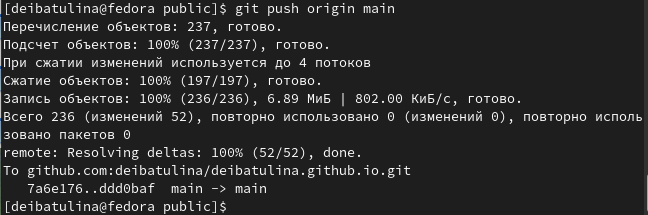 [deibatulina@fedora public]$ git push origin main
Перечисление объектов: 237, готово.
Подсчет объектов: 100% (237/237), готово.
При сжатии изменений используется до 4 потоков
Сжатие объектов: 100% (197/197), готово.
Запись объектов: 100% (236/236), 6.89 МиБ | 802.00 КиБ/с, готово.
Всего 236 (изменений 52), повторно использовано 0 (изменений 0), повторно исполь
зовано пакетов 0
remote: Resolving deltas: 100% (52/52), done.
To github.com:deibatulina/deibatulina.github.io.git
   7a6e176..ddd0baf  main -> main
[deibatulina@fedora public]$